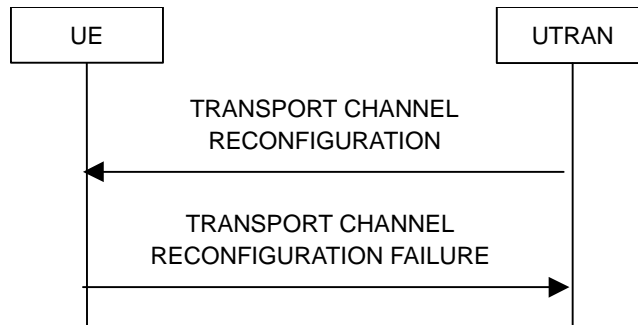 UE
UTRAN
TRANSPORT CHANNEL
RECONFIGURATION
TRANSPORT CHANNEL
RECONFIGURATION FAILURE